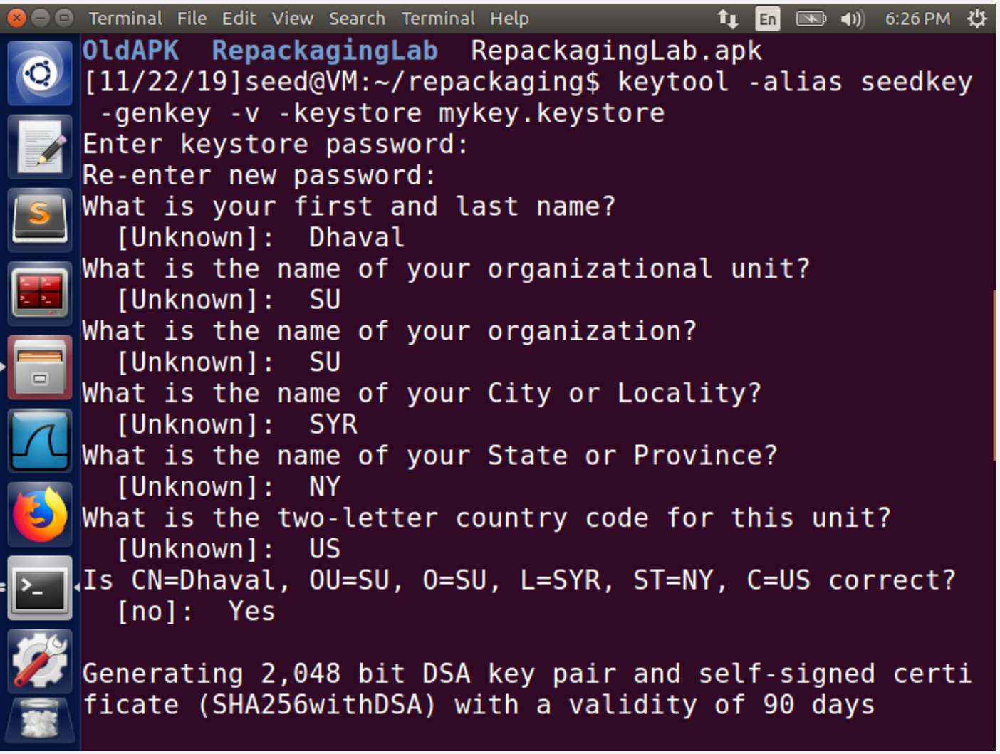 Terminal File Edit View Search Terminal Help En 6:26 PM
OldAPK  RepackagingLab  RepackagingLab.apk
[11/22/19]seed@VM:~/repackaging$ keytool -alias seedkey
 -genkey -v -keystore mykey.keystore
Enter keystore password:
Re-enter new password:
What is your first and last name?
  [Unknown]:  Dhaval
What is the name of your organizational unit?
  [Unknown]:  SU
What is the name of your organization?
  [Unknown]:  SU
What is the name of your City or Locality?
  [Unknown]:  SYR
What is the name of your State or Province?
  [Unknown]:  NY
What is the two-letter country code for this unit?
  [Unknown]:  US
Is CN=Dhaval, OU=SU, O=SU, L=SYR, ST=NY, C=US correct?
  [no]:  Yes

Generating 2,048 bit DSA key pair and self-signed certi
ficate (SHA256withDSA) with a validity of 90 days